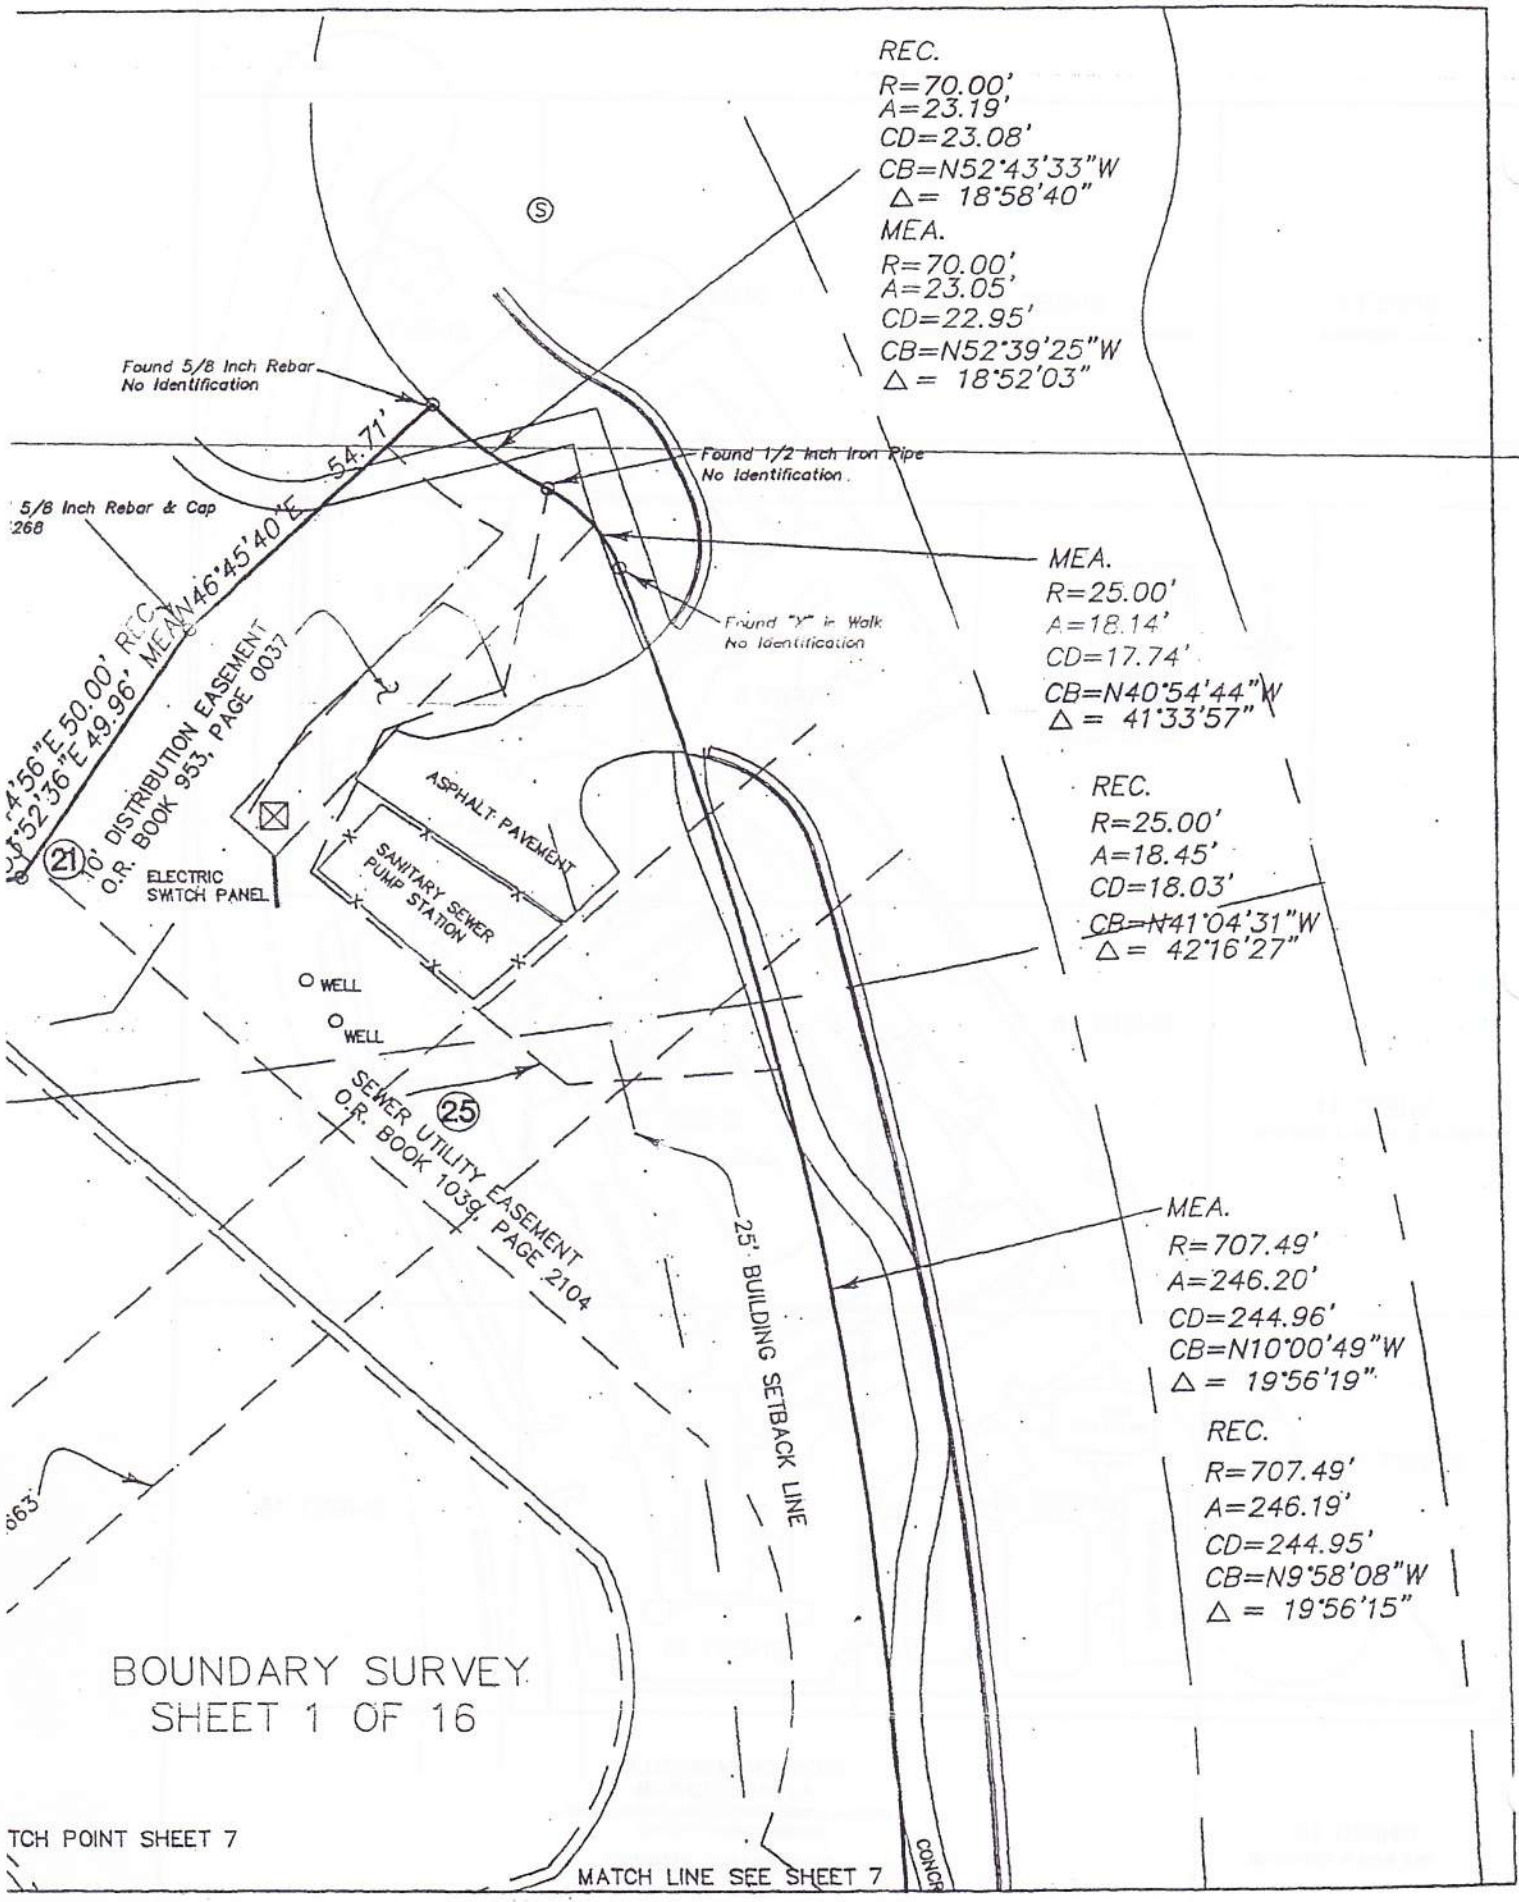 REC.
R=70.00'
A=23.19'
CD=23.08'
CB=N52°43'33"W
△= 18°58'40"
MEA.
R=70.00'
A=23.05'
CD=22.95'
CB=N52°39'25"W
△= 18°52'03"
S
Found 5/8 Inch Rebar
No Identification
54.71'
N46°45'40"E
Found 1/2 Inch Iron Pipe
No Identification.
5/8 Inch Rebar & Cap
268
MEA.
R=25.00'
A=18.14'
CD=17.74'
CB=N40°54'44"W
△= 41°33'57"
Found "Y" in Walk
No Identification
4'56"E 50.00' REC.
52'36"E 49.96' MEA.
10' DISTRIBUTION EASEMENT
O.R. BOOK 953, PAGE 0037
REC.
R=25.00'
A=18.45'
CD=18.03'
CB=N41°04'31"W
△= 42°16'27"
21
ELECTRIC
SWTCH PANEL
ASPHALT PAVEMENT
SANITARY SEWER
PUMP STATION
WELL
WELL
25
SEWER UTILITY EASEMENT
O.R. BOOK 1039, PAGE 2104
25' BUILDING SETBACK LINE
MEA.
R=707.49'
A=246.20'
CD=244.96'
CB=N10°00'49"W
△= 19°56'19"
REC.
R=707.49'
A=246.19'
CD=244.95'
CB=N9°58'08"W
△= 19°56'15"
663'
BOUNDARY SURVEY
SHEET 1 OF 16
TCH POINT SHEET 7
MATCH LINE SEE SHEET 7
CONCR